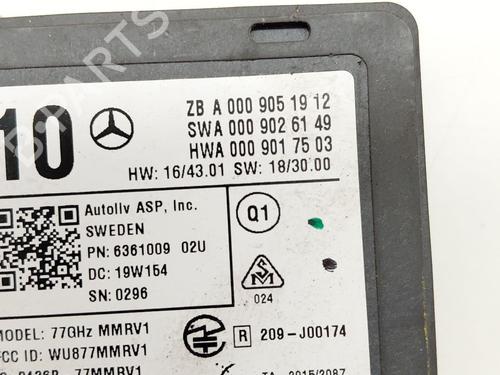 10
ZB A 000 905 19 12
SWA 000 902 61 49
HWA 000 901 75 03
HW: 16/43.01 SW: 18/30.00
Autoliv ASP, Inc.
SWEDEN
PN: 6361009 02U
DC: 19W154
SN: 0296
Q1
SM
024
MODEL: 77GHz MMRV1
FCC ID: WU877MMRV1
R 209-J00174
B-PARTS